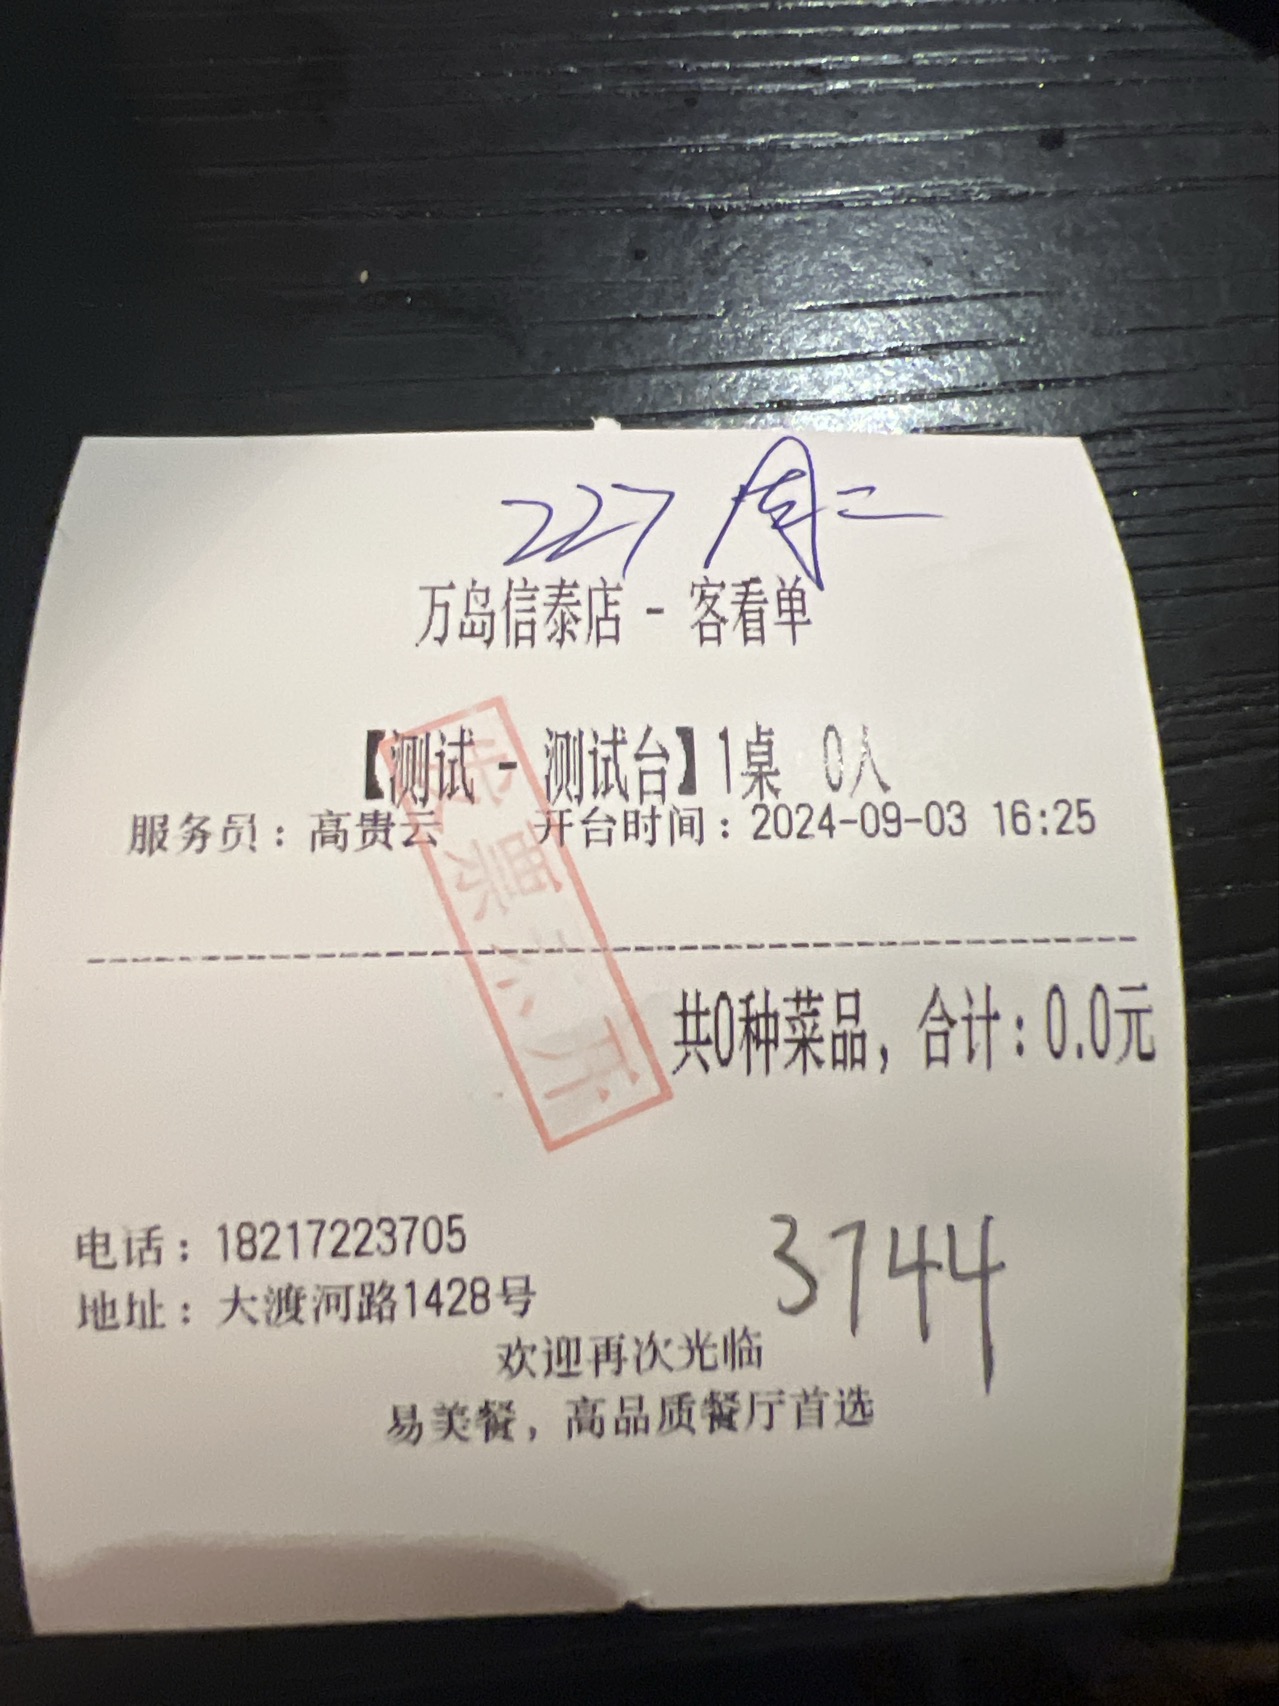 227 周二
万岛信泰店 - 客看单
【测试 - 测试台】1桌 0人
服务员：高贵云 开台时间：2024-09-03 16:25
共0种菜品，合计：0.0元
3744
电话：18217223705
地址：大渡河路1428号
欢迎再次光临
易美餐，高品质餐厅首选